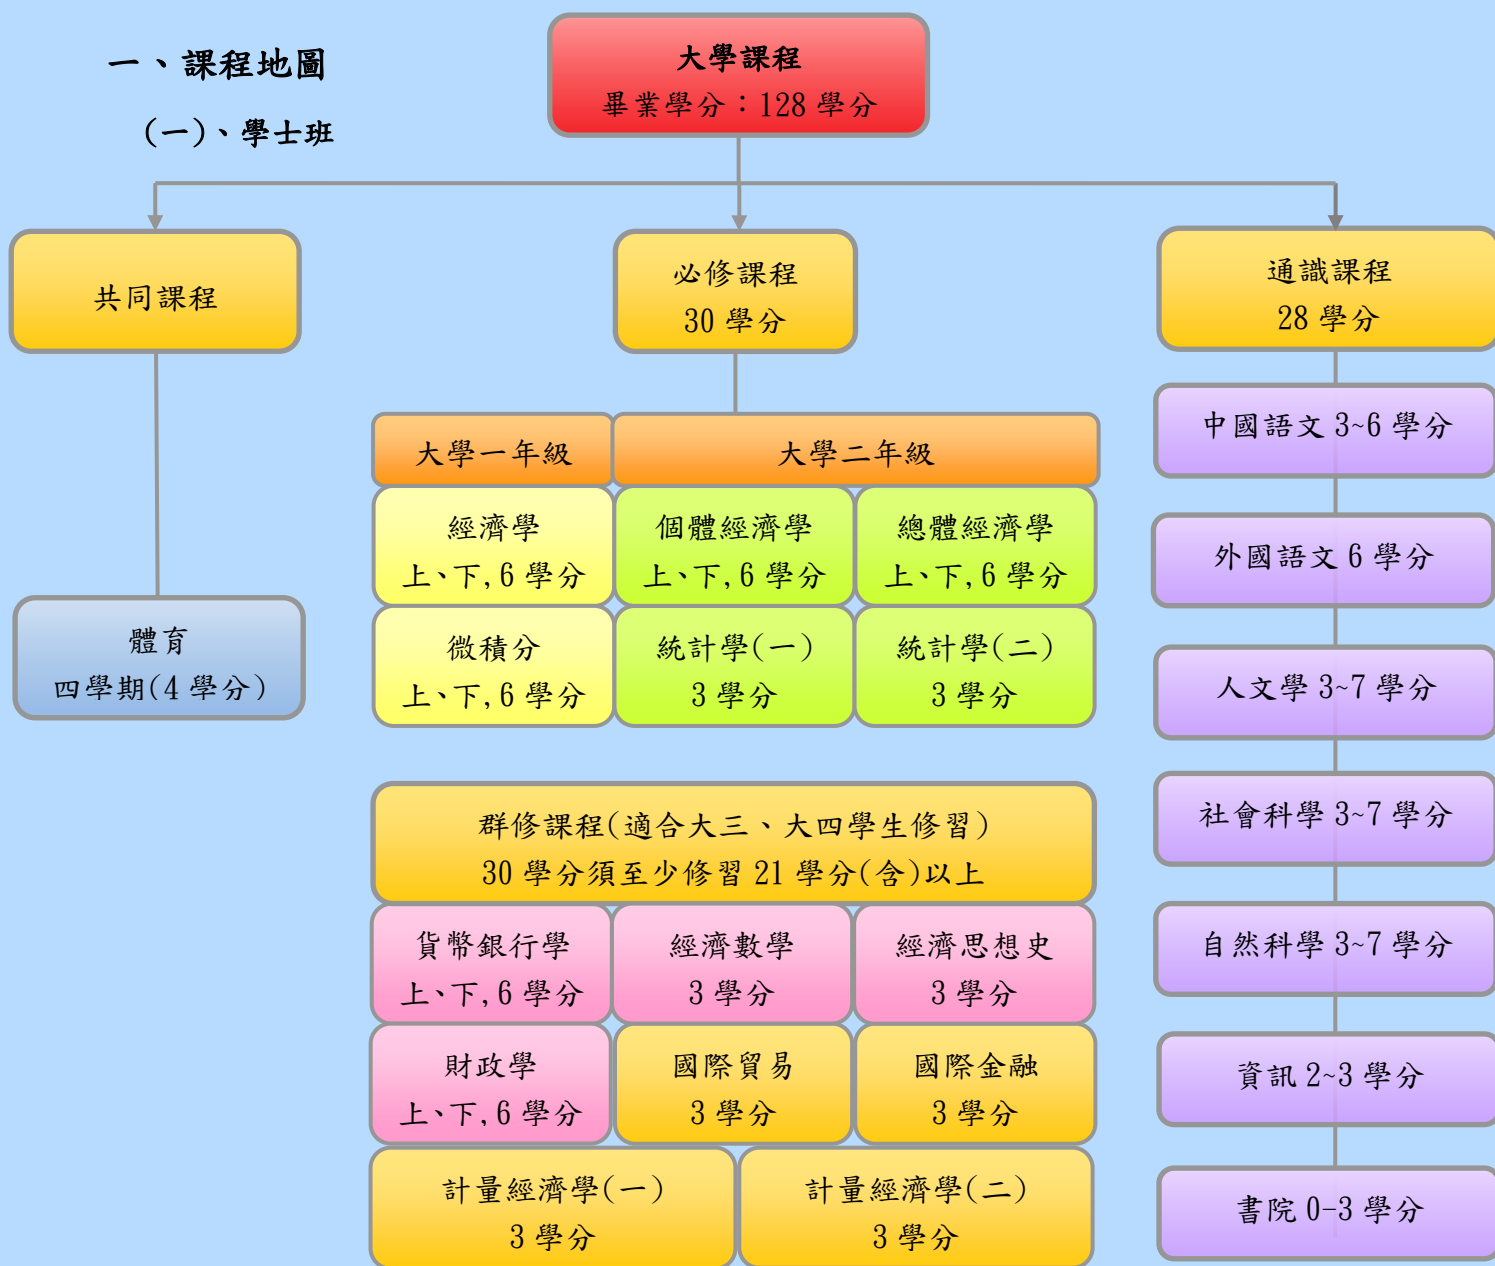 一、課程地圖
(一)、學士班
大學課程
畢業學分：128 學分
共同課程
體育
四學期(4 學分)
必修課程
30 學分
大學一年級
大學二年級
經濟學
上、下, 6 學分
個體經濟學
上、下, 6 學分
總體經濟學
上、下, 6 學分
微積分
上、下, 6 學分
統計學(一)
3 學分
統計學(二)
3 學分
群修課程(適合大三、大四學生修習)
30 學分須至少修習 21 學分(含)以上
貨幣銀行學
上、下, 6 學分
經濟數學
3 學分
經濟思想史
3 學分
財政學
上、下, 6 學分
國際貿易
3 學分
國際金融
3 學分
計量經濟學(一)
3 學分
計量經濟學(二)
3 學分
通識課程
28 學分
中國語文 3~6 學分
外國語文 6 學分
人文學 3~7 學分
社會科學 3~7 學分
自然科學 3~7 學分
資訊 2~3 學分
書院 0-3 學分